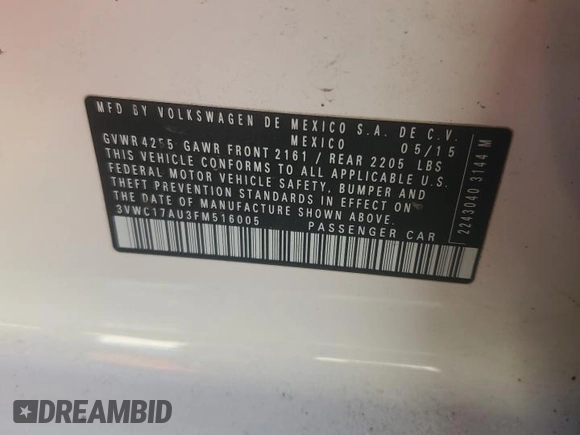 MFD BY VOLKSWAGEN DE MEXICO S.A. DE C.V.
MEXICO 05/15
GVWR 4255 GAWR FRONT 2161 / REAR 2205 LBS
THIS VEHICLE CONFORMS TO ALL APPLICABLE U.S.
FEDERAL MOTOR VEHICLE SAFETY, BUMPER AND
THEFT PREVENTION STANDARDS IN EFFECT ON
THE DATE OF MANUFACTURE SHOWN ABOVE.
3VWC17AU3FM516005 PASSENGER CAR
2243040 3144 M
DREAMBID